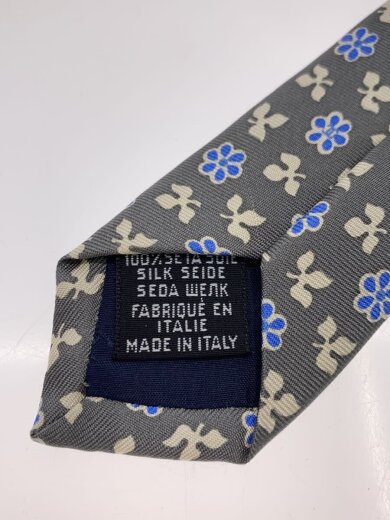 100% SETA SOIE
SILK SEIDE
SEDA ШЕЛК
FABRIQUÉ EN
ITALIE
MADE IN ITALY